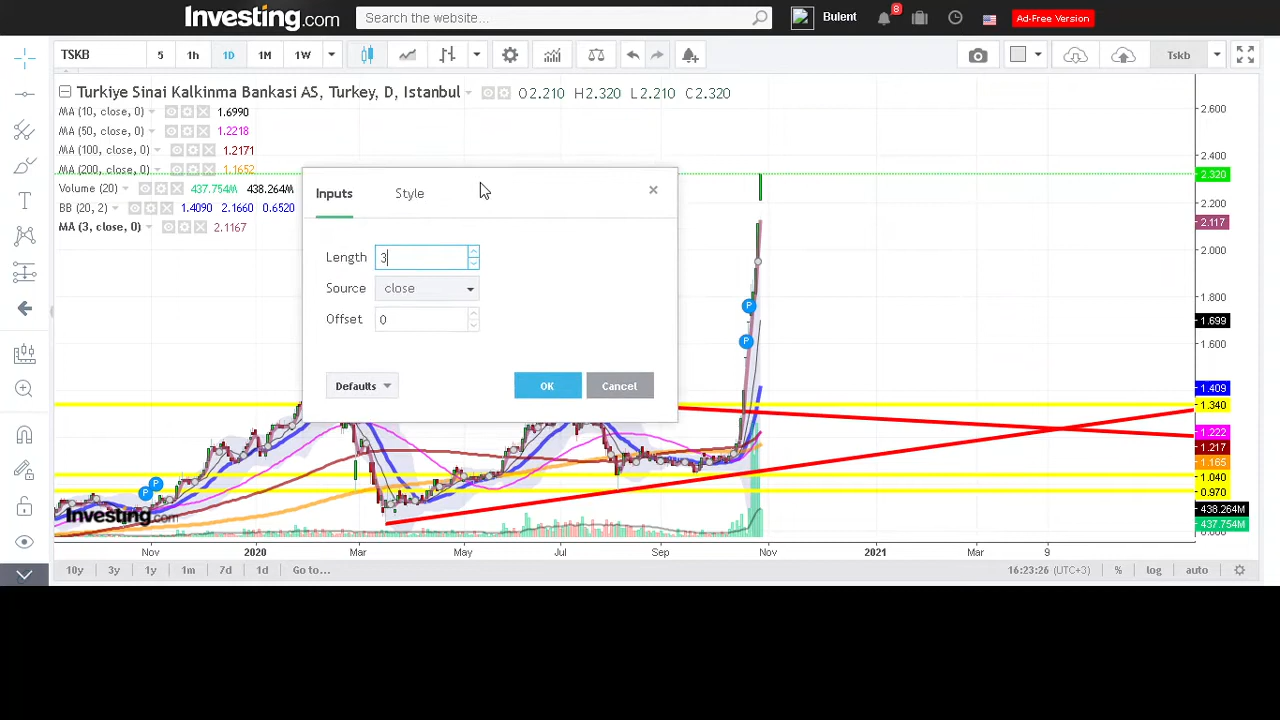 Investing.com
Search the website...
Bulent
8
Ad-Free Version
TSKB
5
1h
1D
1M
1W
Tskb
Turkiye Sinai Kalkinma Bankasi AS, Turkey, D, Istanbul
O2.210 H2.320 L2.210 C2.320
MA (10, close, 0) 1.6990
MA (50, close, 0) 1.2218
MA (100, close, 0) 1.2171
MA (200, close, 0) 1.1652
Volume (20) 437.754M 438.264M
BB (20, 2) 1.4090 2.1660 0.6520
MA (3, close, 0) 2.1167
Inputs
Style
Length 3
Source close
Offset 0
Defaults
OK
Cancel
P
P
P
P
2.600
2.400
2.320
2.200
2.117
2.000
1.800
1.699
1.600
1.409
1.340
1.222
1.217
1.165
1.040
0.970
438.264M
437.754M
Investing.com
Nov
2020
Mar
May
Jul
Sep
Nov
2021
Mar
9
10y
3y
1y
1m
7d
1d
Go to...
16:23:26 (UTC+3)
%
log
auto